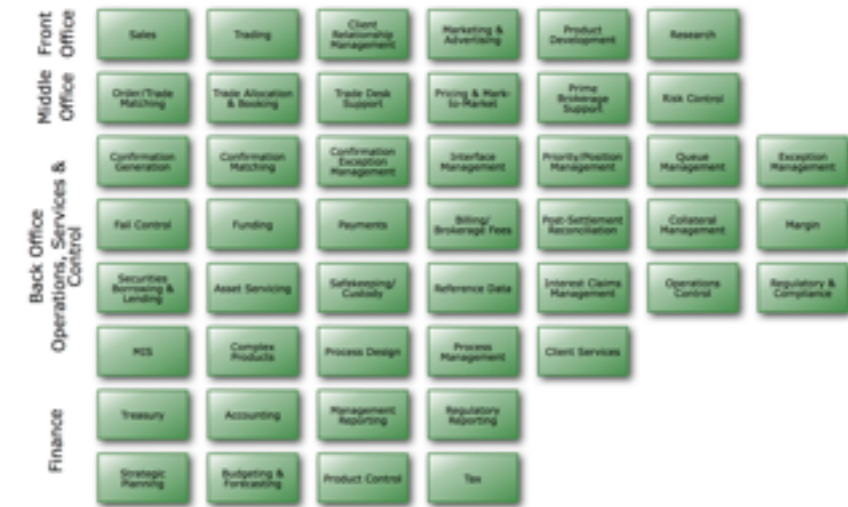 Front
Office
Sales
Trading
Client
Relationship
Management
Marketing &
Advertising
Product
Development
Research
Middle
Office
Order/Trade
Matching
Trade Allocation
& Booking
Trade Desk
Support
Pricing & Mark-
to-Market
Prime
Brokerage
Support
Risk Control
Back Office
Operations, Services &
Control
Confirmation
Generation
Confirmation
Matching
Confirmation
Exception
Management
Interface
Management
Priority/Position
Management
Queue
Management
Exception
Management
Fail Control
Funding
Payments
Billing/
Brokerage Fees
Post-Settlement
Reconciliation
Collateral
Management
Margin
Securities
Borrowing &
Lending
Asset Servicing
Safekeeping/
Custody
Reference Data
Interest Claims
Management
Operations
Control
Regulatory &
Compliance
MIS
Complex
Products
Process Design
Process
Management
Client Services
Finance
Treasury
Accounting
Management
Reporting
Regulatory
Reporting
Strategic
Planning
Budgeting &
Forecasting
Product Control
Tax